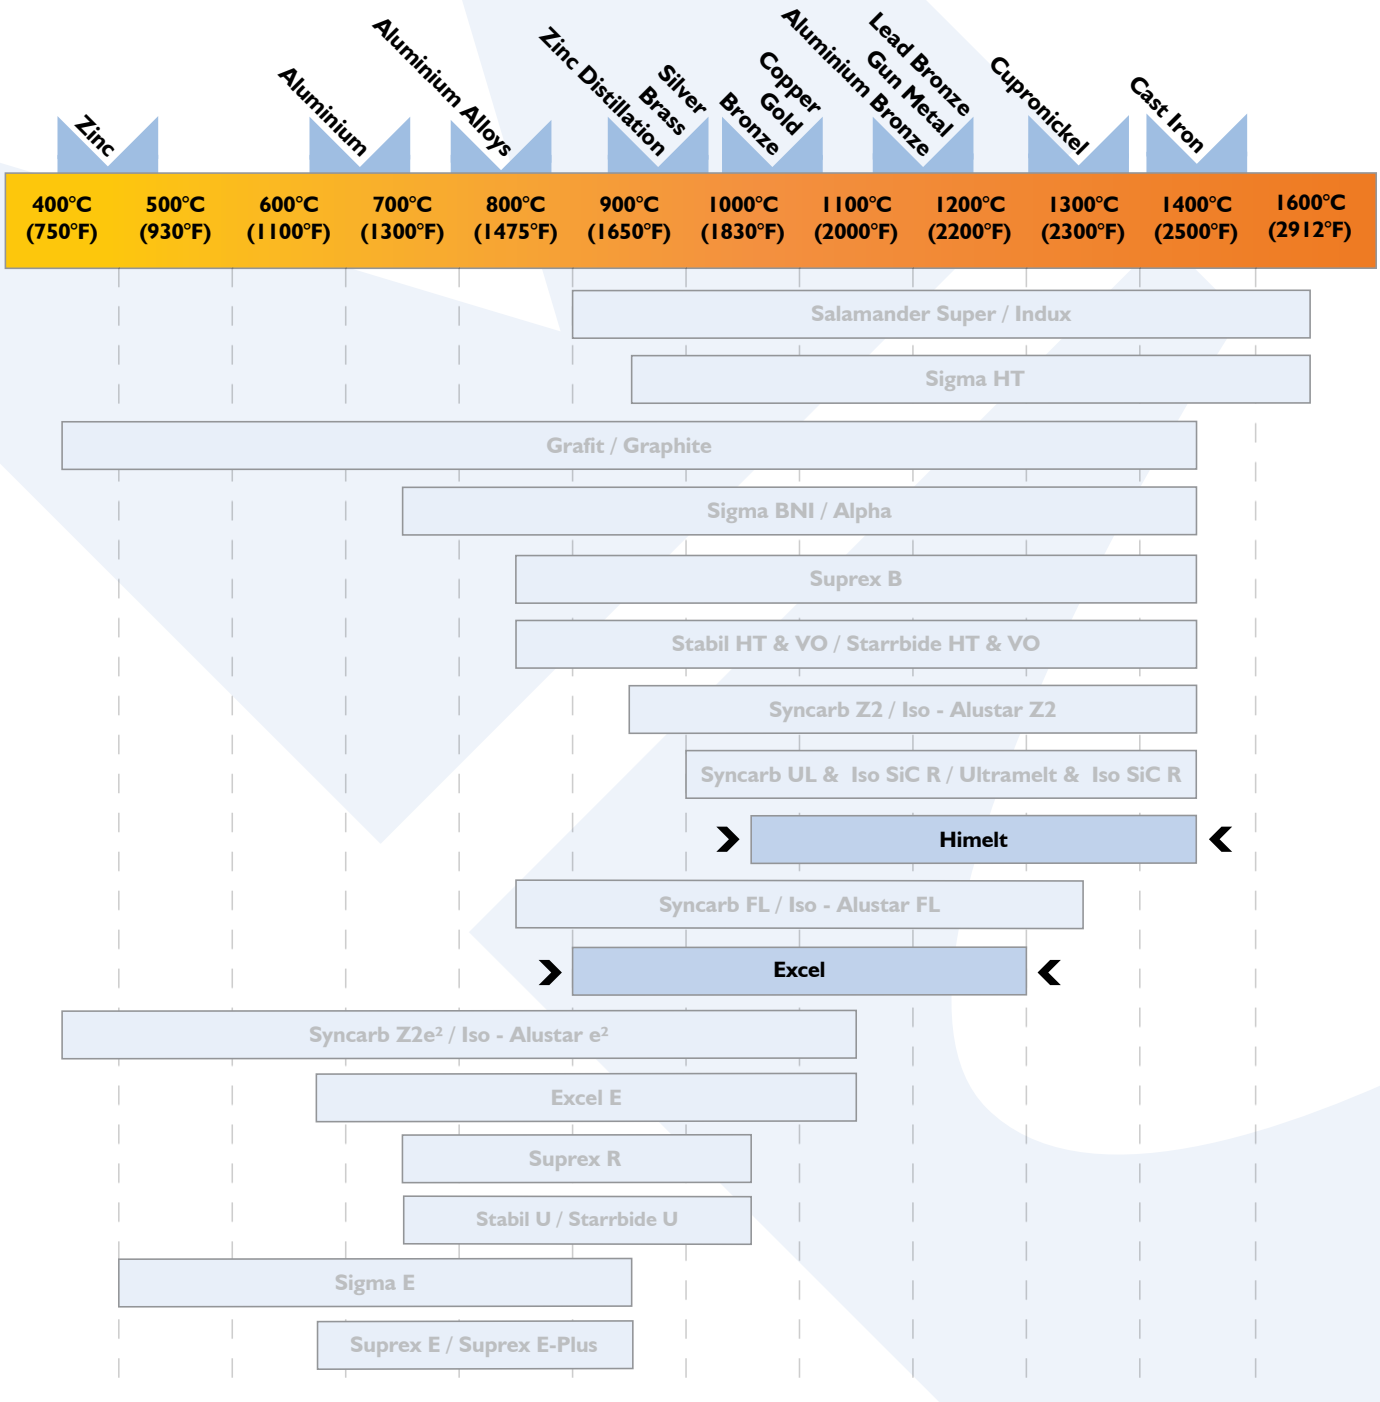 Zinc
Aluminium
Aluminium Alloys
Zinc Distillation
Silver
Brass
Copper
Gold
Bronze
Lead Bronze
Gun Metal
Aluminium Bronze
Cupronickel
Cast Iron
400°C
(750°F)
500°C
(930°F)
600°C
(1100°F)
700°C
(1300°F)
800°C
(1475°F)
900°C
(1650°F)
1000°C
(1830°F)
1100°C
(2000°F)
1200°C
(2200°F)
1300°C
(2300°F)
1400°C
(2500°F)
1600°C
(2912°F)
Salamander Super / Indux
Sigma HT
Grafit / Graphite
Sigma BNI / Alpha
Suprex B
Stabil HT & VO / Starrbide HT & VO
Syncarb Z2 / Iso - Alustar Z2
Syncarb UL & Iso SiC R / Ultramelt & Iso SiC R
Himelt
Syncarb FL / Iso - Alustar FL
Excel
Syncarb Z2e² / Iso - Alustar e²
Excel E
Suprex R
Stabil U / Starrbide U
Sigma E
Suprex E / Suprex E-Plus